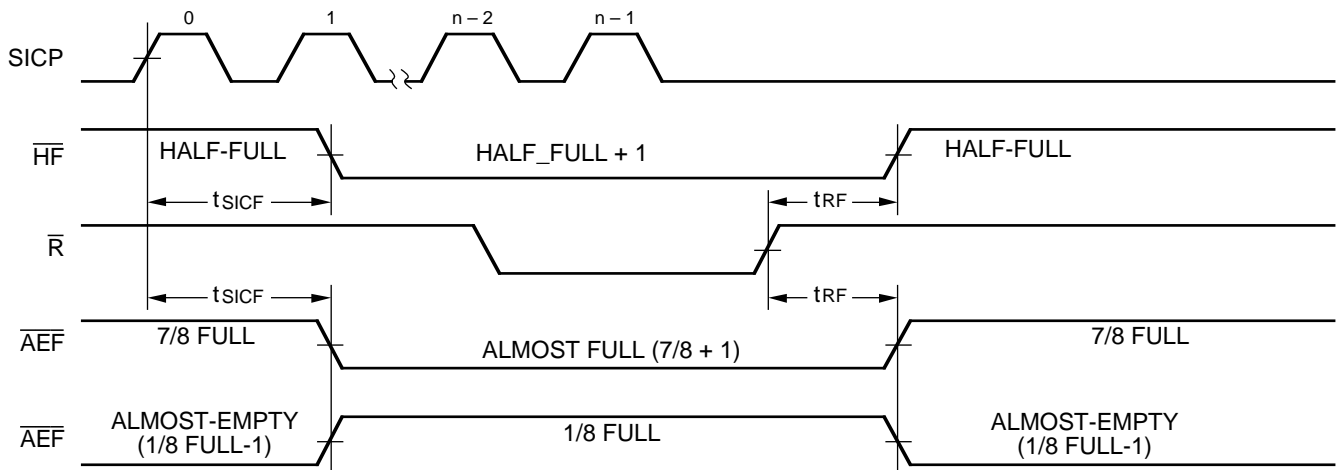 0 1 n – 2 n – 1
SICP
HF HALF-FULL HALF_FULL + 1 HALF-FULL
tSICF tRF
R
tSICF tRF
AEF 7/8 FULL ALMOST FULL (7/8 + 1) 7/8 FULL
AEF ALMOST-EMPTY (1/8 FULL-1) 1/8 FULL ALMOST-EMPTY (1/8 FULL-1)